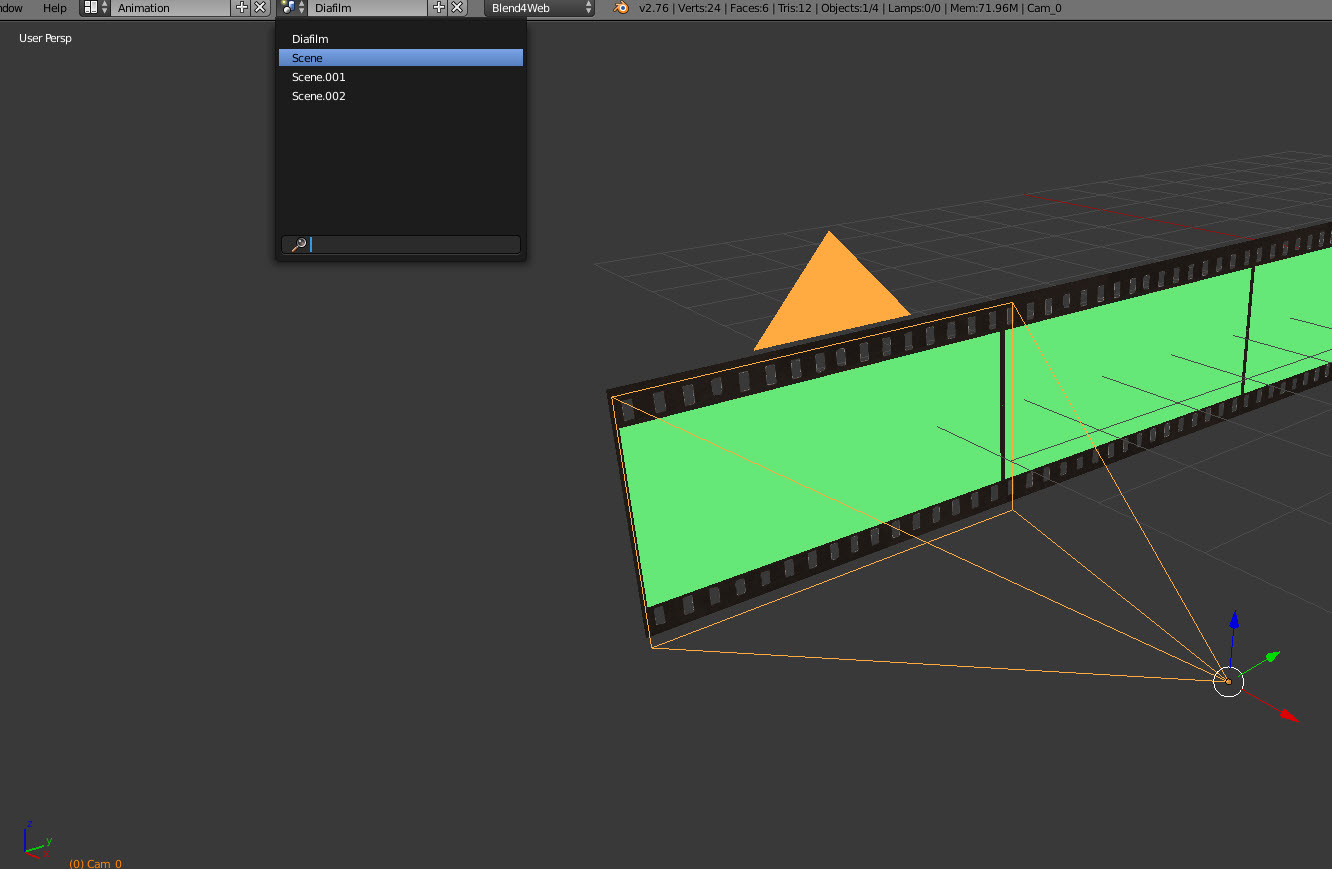 ndow Help Animation Diafilm Blend4Web v2.76 | Verts:24 | Faces:6 | Tris:12 | Objects:1/4 | Lamps:0/0 | Mem:71.96M | Cam_0
User Persp
Diafilm
Scene
Scene.001
Scene.002
z
y
x
(0) Cam_0